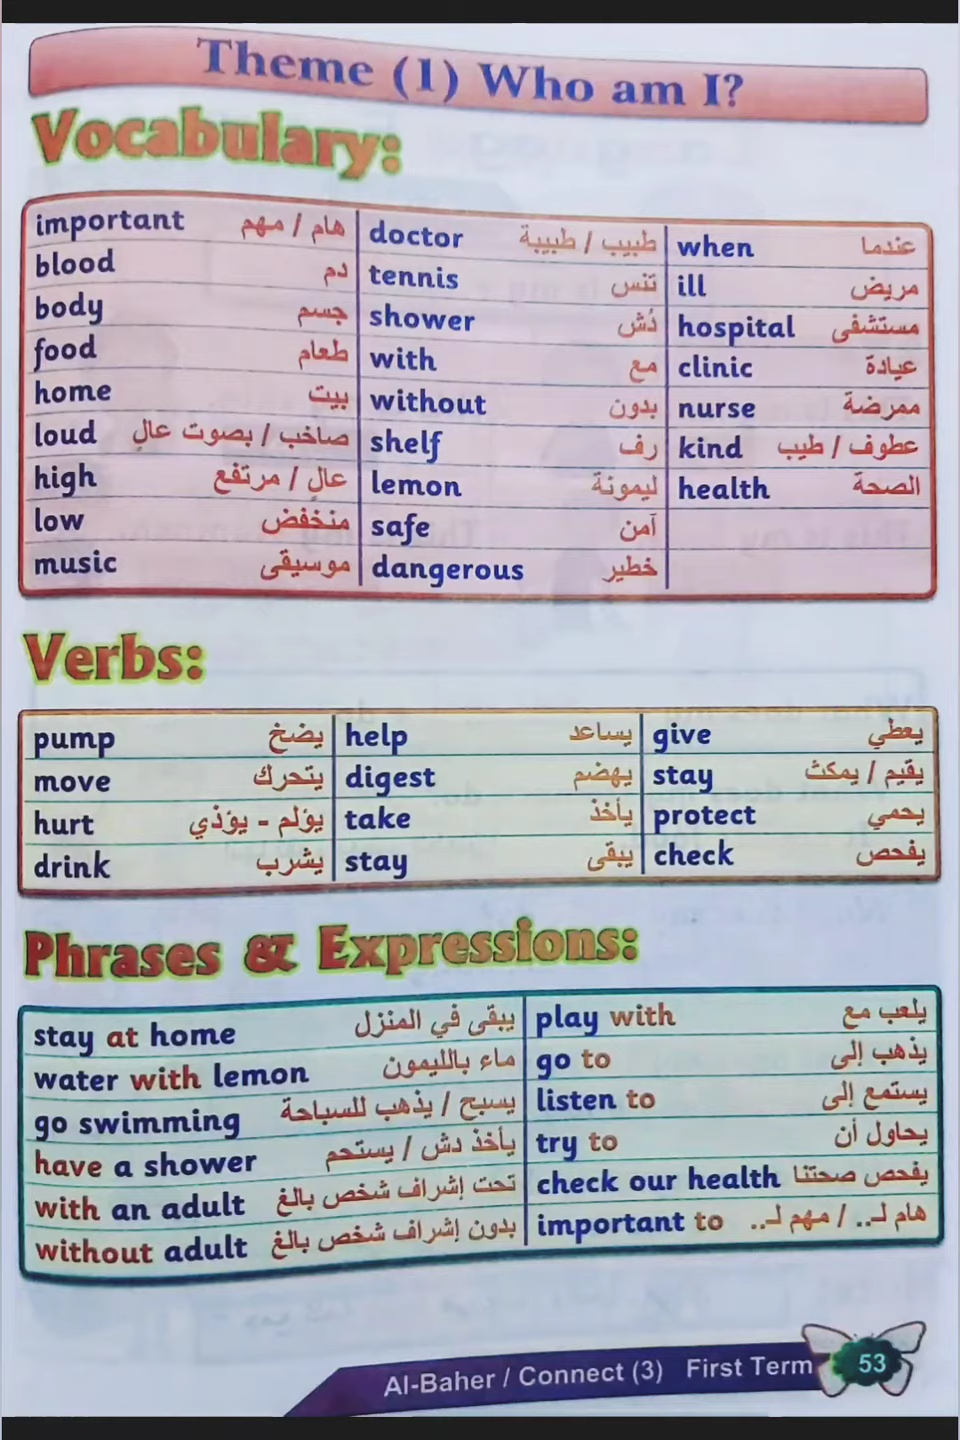 Theme (1) Who am I?
Vocabulary:
important هام / مهم
blood دم
body جسم
food طعام
home بيت
loud صاخب / بصوت عالٍ
high عالٍ / مرتفع
low منخفض
music موسيقى
doctor طبيب / طبيبة
tennis تنس
shower دُش
with مع
without بدون
shelf رف
lemon ليمونة
safe آمن
dangerous خطير
when عندما
ill مريض
hospital مستشفى
clinic عيادة
nurse ممرضة
kind عطوف / طيب
health الصحة
Verbs:
pump يضخ
move يتحرك
hurt يؤلم - يؤذي
drink يشرب
help يساعد
digest يهضم
take يأخذ
stay يبقى
give يعطي
stay يقيم / يمكث
protect يحمي
check يفحص
Phrases & Expressions:
stay at home يبقى في المنزل
water with lemon ماء بالليمون
go swimming يسبح / يذهب للسباحة
have a shower يأخذ دش / يستحم
with an adult تحت إشراف شخص بالغ
without adult بدون إشراف شخص بالغ
play with يلعب مع
go to يذهب إلى
listen to يستمع إلى
try to يحاول أن
check our health يفحص صحتنا
important to هام لـ.. / مهم لـ..
Al-Baher / Connect (3) First Term
53